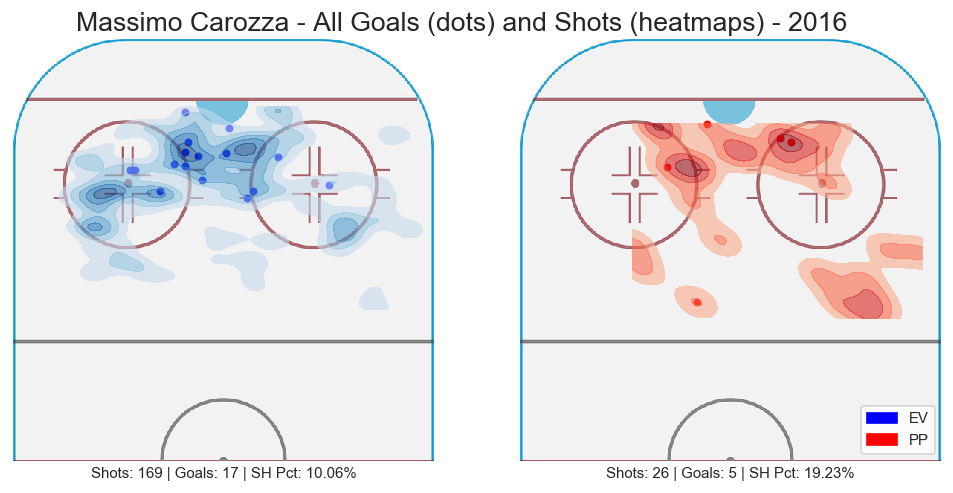 Massimo Carozza - All Goals (dots) and Shots (heatmaps) - 2016
EV
PP
Shots: 169 | Goals: 17 | SH Pct: 10.06%
Shots: 26 | Goals: 5 | SH Pct: 19.23%